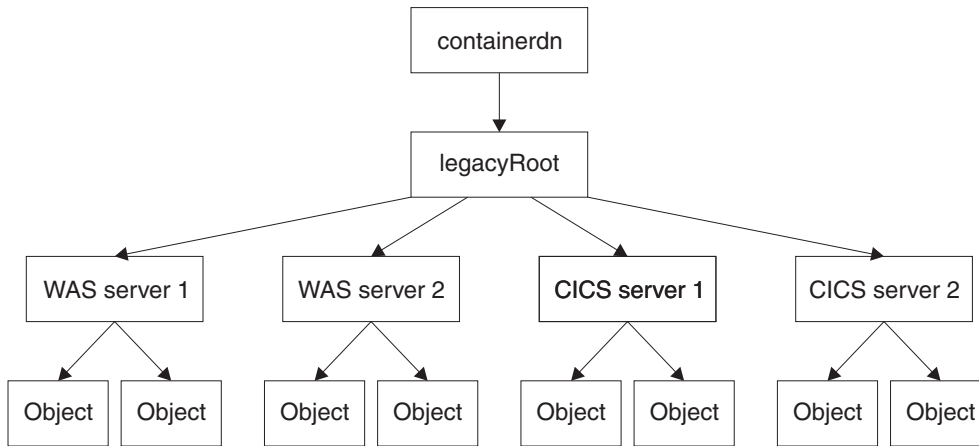 containerdn
legacyRoot
WAS server 1
WAS server 2
CICS server 1
CICS server 2
Object
Object
Object
Object
Object
Object
Object
Object